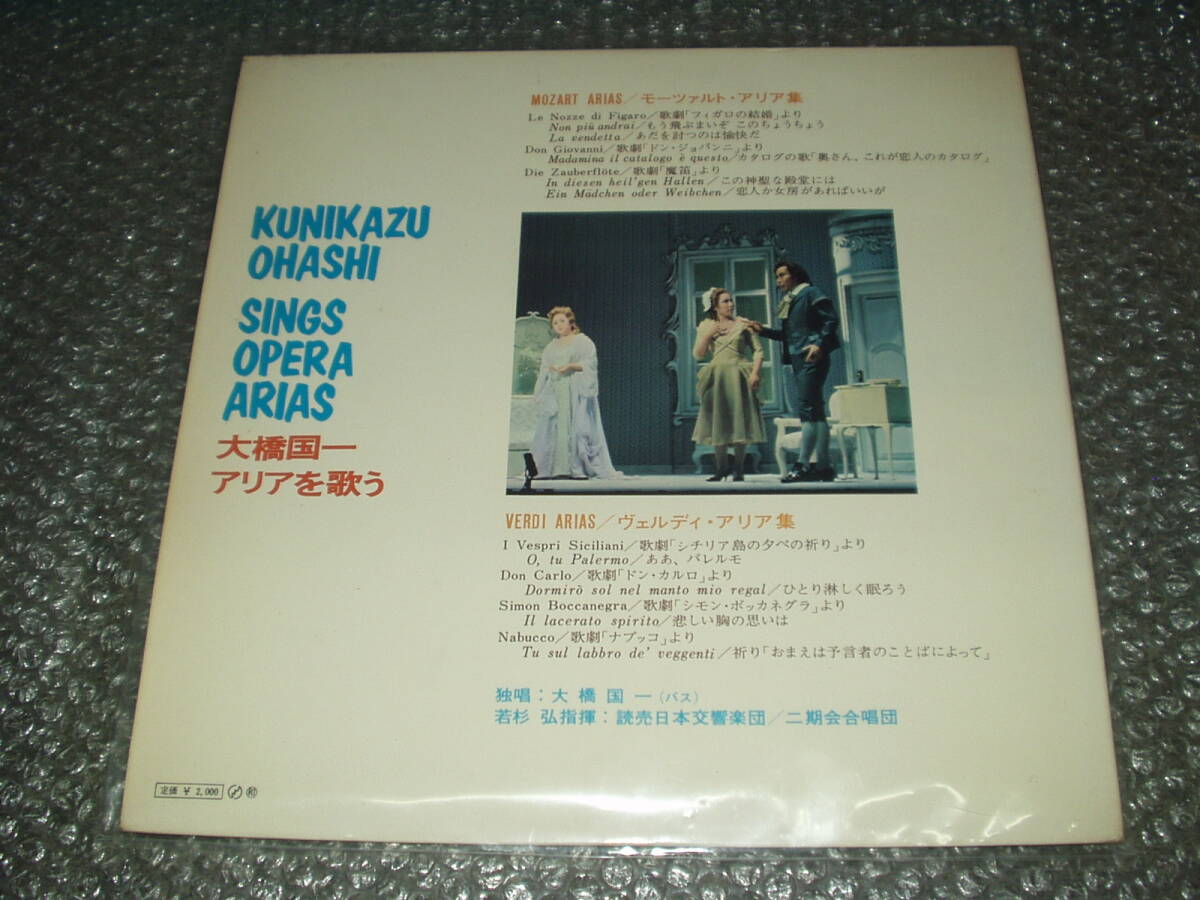 MOZART ARIAS/モーツァルト・アリア集
Le Nozze di Figaro/歌劇「フィガロの結婚」より
Non più andrai/もう飛ぶまいぞ このちょうちょう
La vendetta/あだを討つのは愉快だ
Don Giovanni/歌劇「ドン・ジョバンニ」より
Madamina il catalogo è questo/カタログの歌「奥さん、これが恋人のカタログ」
Die Zauberflöte/歌劇「魔笛」より
In diesen heil'gen Hallen/この神聖な殿堂には
Ein Mädchen oder Weibchen/恋人か女房があればいいが
KUNIKAZU
OHASHI
SINGS
OPERA
ARIAS
大橋国一
アリアを歌う
VERDI ARIAS/ヴェルディ・アリア集
I Vespri Siciliani/歌劇「シチリア島の夕べの祈り」より
O, tu Palermo/ああ、パレルモ
Don Carlo/歌劇「ドン・カルロ」より
Dormirò sol nel manto mio regal/ひとり淋しく眠ろう
Simon Boccanegra/歌劇「シモン・ボッカネグラ」より
Il lacerato spirito/悲しい胸の思いは
Nabucco/歌劇「ナブッコ」より
Tu sul labbro de' veggenti/祈り「おまえは予言者のことばによって」
独唱：大橋国一（バス）
若杉 弘指揮：読売日本交響楽団/二期会合唱団
定価 ￥2,000